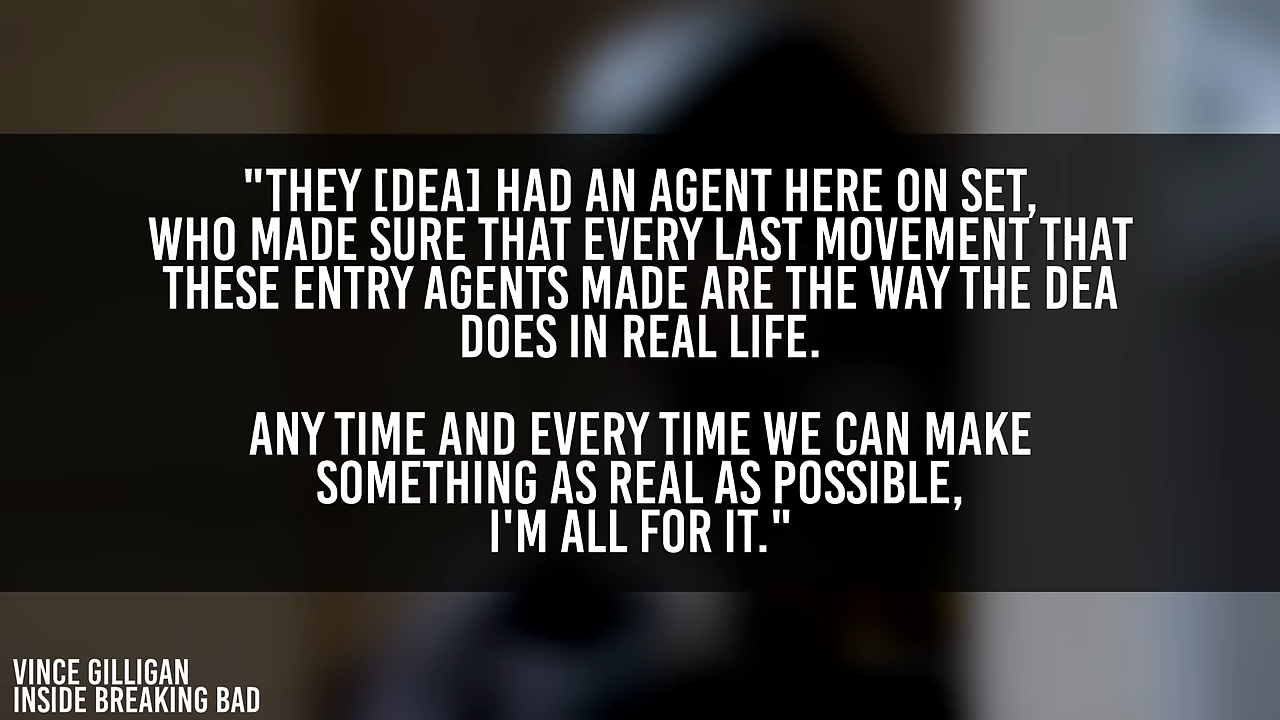 "THEY [DEA] HAD AN AGENT HERE ON SET,
WHO MADE SURE THAT EVERY LAST MOVEMENT THAT
THESE ENTRY AGENTS MADE ARE THE WAY THE DEA
DOES IN REAL LIFE.
ANY TIME AND EVERY TIME WE CAN MAKE
SOMETHING AS REAL AS POSSIBLE,
I'M ALL FOR IT."
VINCE GILLIGAN
INSIDE BREAKING BAD